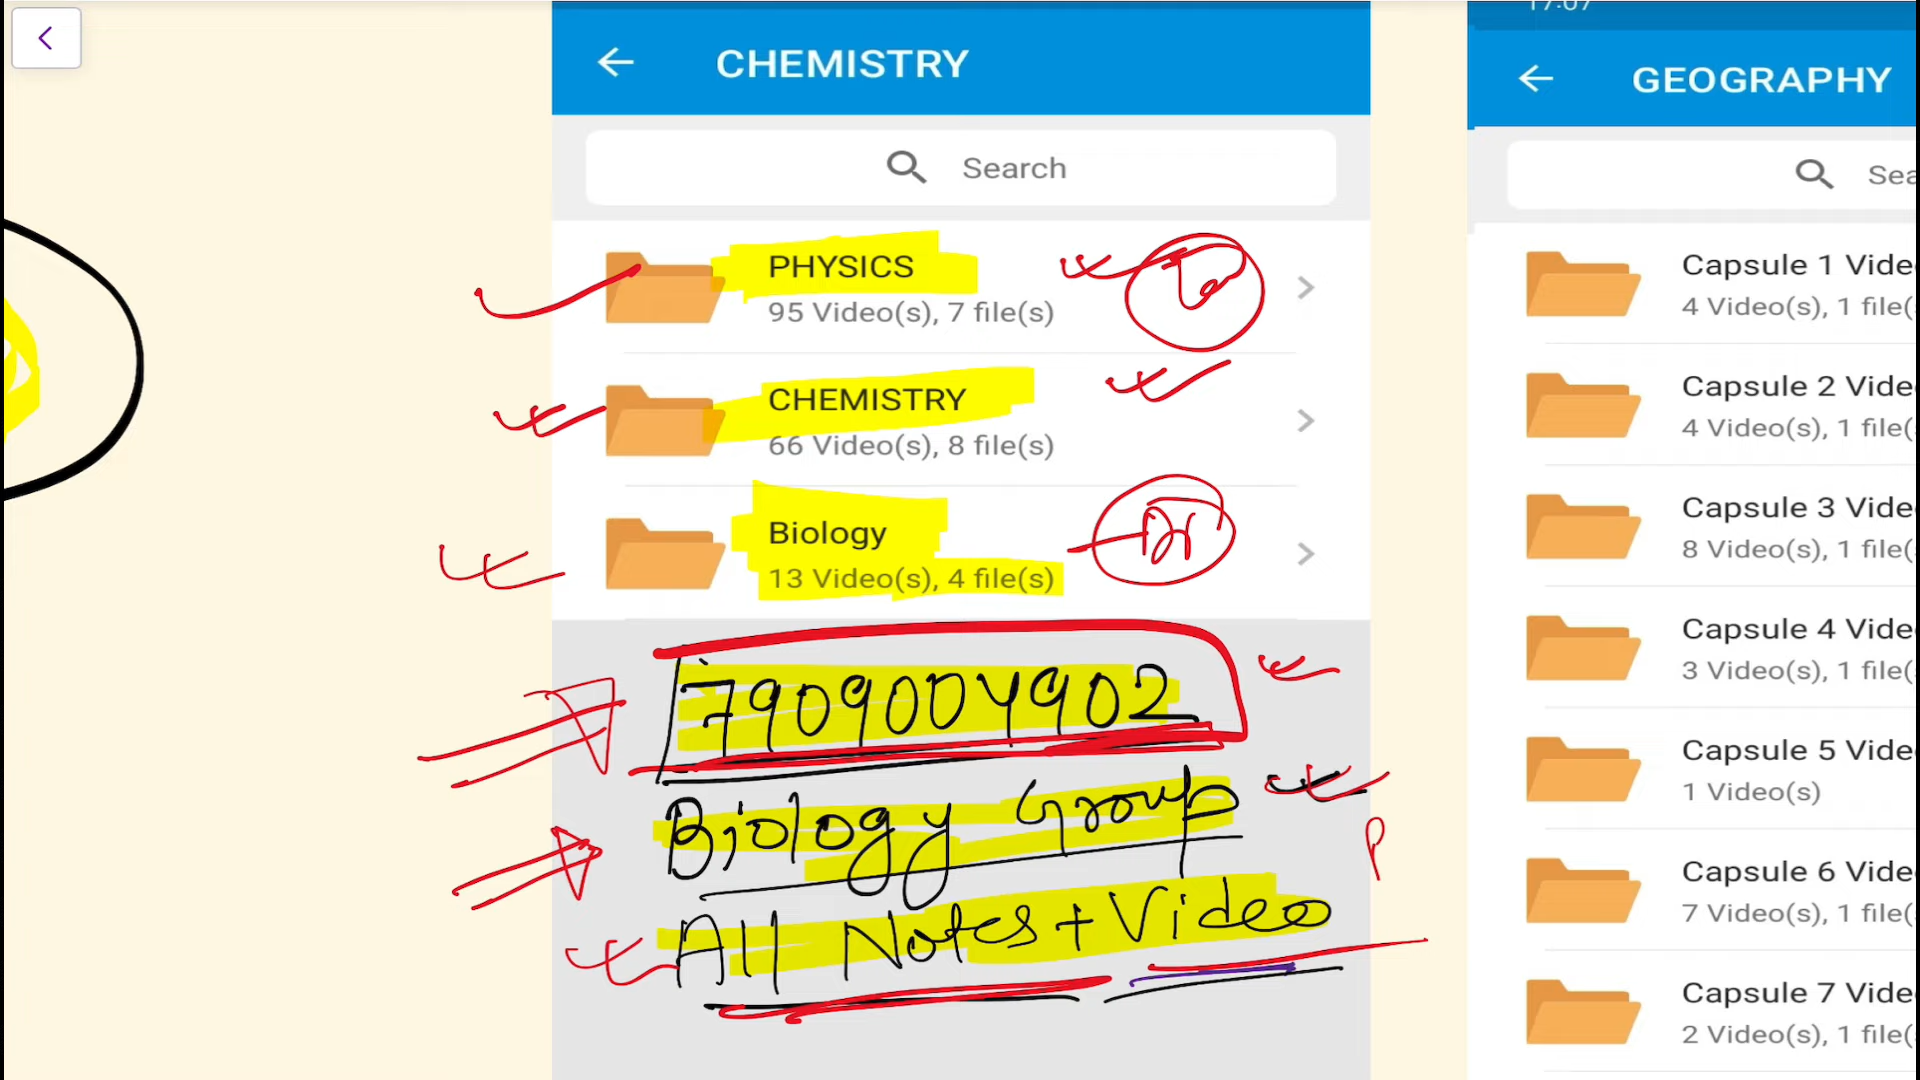 CHEMISTRY
Search
PHYSICS
95 Video(s), 7 file(s)
CHEMISTRY
66 Video(s), 8 file(s)
Biology
13 Video(s), 4 file(s)
7909004902
Biology Group
All Notes + Video
P
17:07
GEOGRAPHY
Sea
Capsule 1 Vide
4 Video(s), 1 file(
Capsule 2 Vide
4 Video(s), 1 file(
Capsule 3 Vide
8 Video(s), 1 file(
Capsule 4 Vide
3 Video(s), 1 file(
Capsule 5 Vide
1 Video(s)
Capsule 6 Vide
7 Video(s), 1 file(
Capsule 7 Vide
2 Video(s), 1 file(